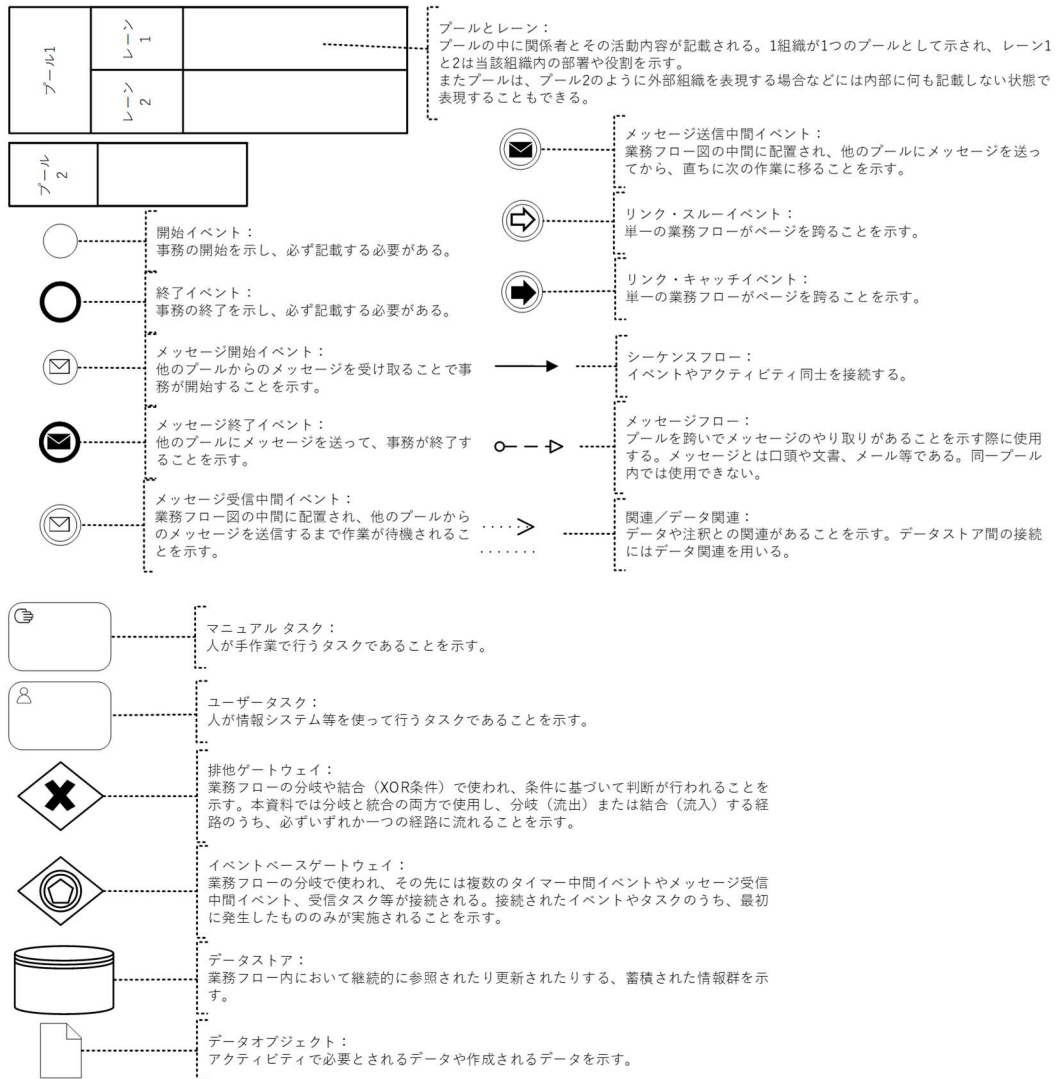 プール1
レーン
1
レーン
2
プールとレーン：
プールの中に関係者とその活動内容が記載される。1組織が1つのプールとして示され、レーン1
と2は当該組織内の部署や役割を示す。
またプールは、プール2のように外部組織を表現する場合などには内部に何も記載しない状態で
表現することもできる。
プール
2
開始イベント：
事務の開始を示し、必ず記載する必要がある。
終了イベント：
事務の終了を示し、必ず記載する必要がある。
メッセージ開始イベント：
他のプールからのメッセージを受け取ることで事
務が開始することを示す。
メッセージ終了イベント：
他のプールにメッセージを送って、事務が終了す
ることを示す。
メッセージ受信中間イベント：
業務フロー図の中間に配置され、他のプールから
のメッセージを送信するまで作業が待機されるこ
とを示す。
メッセージ送信中間イベント：
業務フロー図の中間に配置され、他のプールにメッセージを送っ
てから、直ちに次の作業に移ることを示す。
リンク・スルーイベント：
単一の業務フローがページを跨ることを示す。
リンク・キャッチイベント：
単一の業務フローがページを跨ることを示す。
シーケンスフロー：
イベントやアクティビティ同士を接続する。
メッセージフロー：
プールを跨いでメッセージのやり取りがあることを示す際に使用
する。メッセージとは口頭や文書、メール等である。同一プール
内では使用できない。
関連／データ関連：
データや注釈との関連があることを示す。データストア間の接続
にはデータ関連を用いる。
マニュアル タスク：
人が手作業で行うタスクであることを示す。
ユーザータスク：
人が情報システム等を使って行うタスクであることを示す。
排他ゲートウェイ：
業務フローの分岐や結合（XOR条件）で使われ、条件に基づいて判断が行われることを
示す。本資料では分岐と統合の両方で使用し、分岐（流出）または結合（流入）する経
路のうち、必ずいずれか一つの経路に流れることを示す。
イベントベースゲートウェイ：
業務フローの分岐で使われ、その先には複数のタイマー中間イベントやメッセージ受信
中間イベント、受信タスク等が接続される。接続されたイベントやタスクのうち、最初
に発生したもののみが実施されることを示す。
データストア：
業務フロー内において継続的に参照されたり更新されたりする、蓄積された情報群を示
す。
データオブジェクト：
アクティビティで必要とされるデータや作成されるデータを示す。